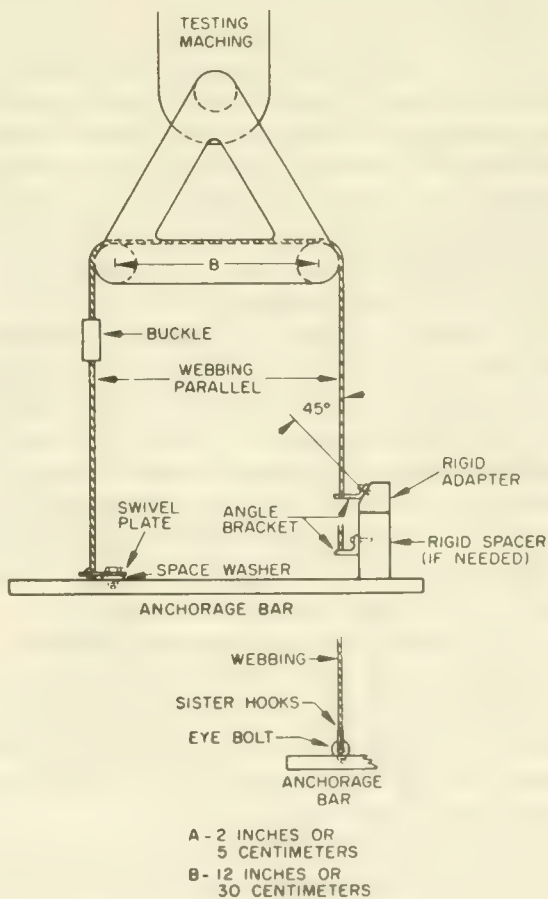 TESTING
MACHING
B
BUCKLE
WEBBING
PARALLEL
45°
RIGID
ADAPTER
SWIVEL
PLATE
ANGLE
BRACKET
RIGID SPACER
(IF NEEDED)
SPACE WASHER
ANCHORAGE BAR
WEBBING
SISTER HOOKS
EYE BOLT
ANCHORAGE
BAR
A-2 INCHES OR
5 CENTIMETERS
B-12 INCHES OR
30 CENTIMETERS